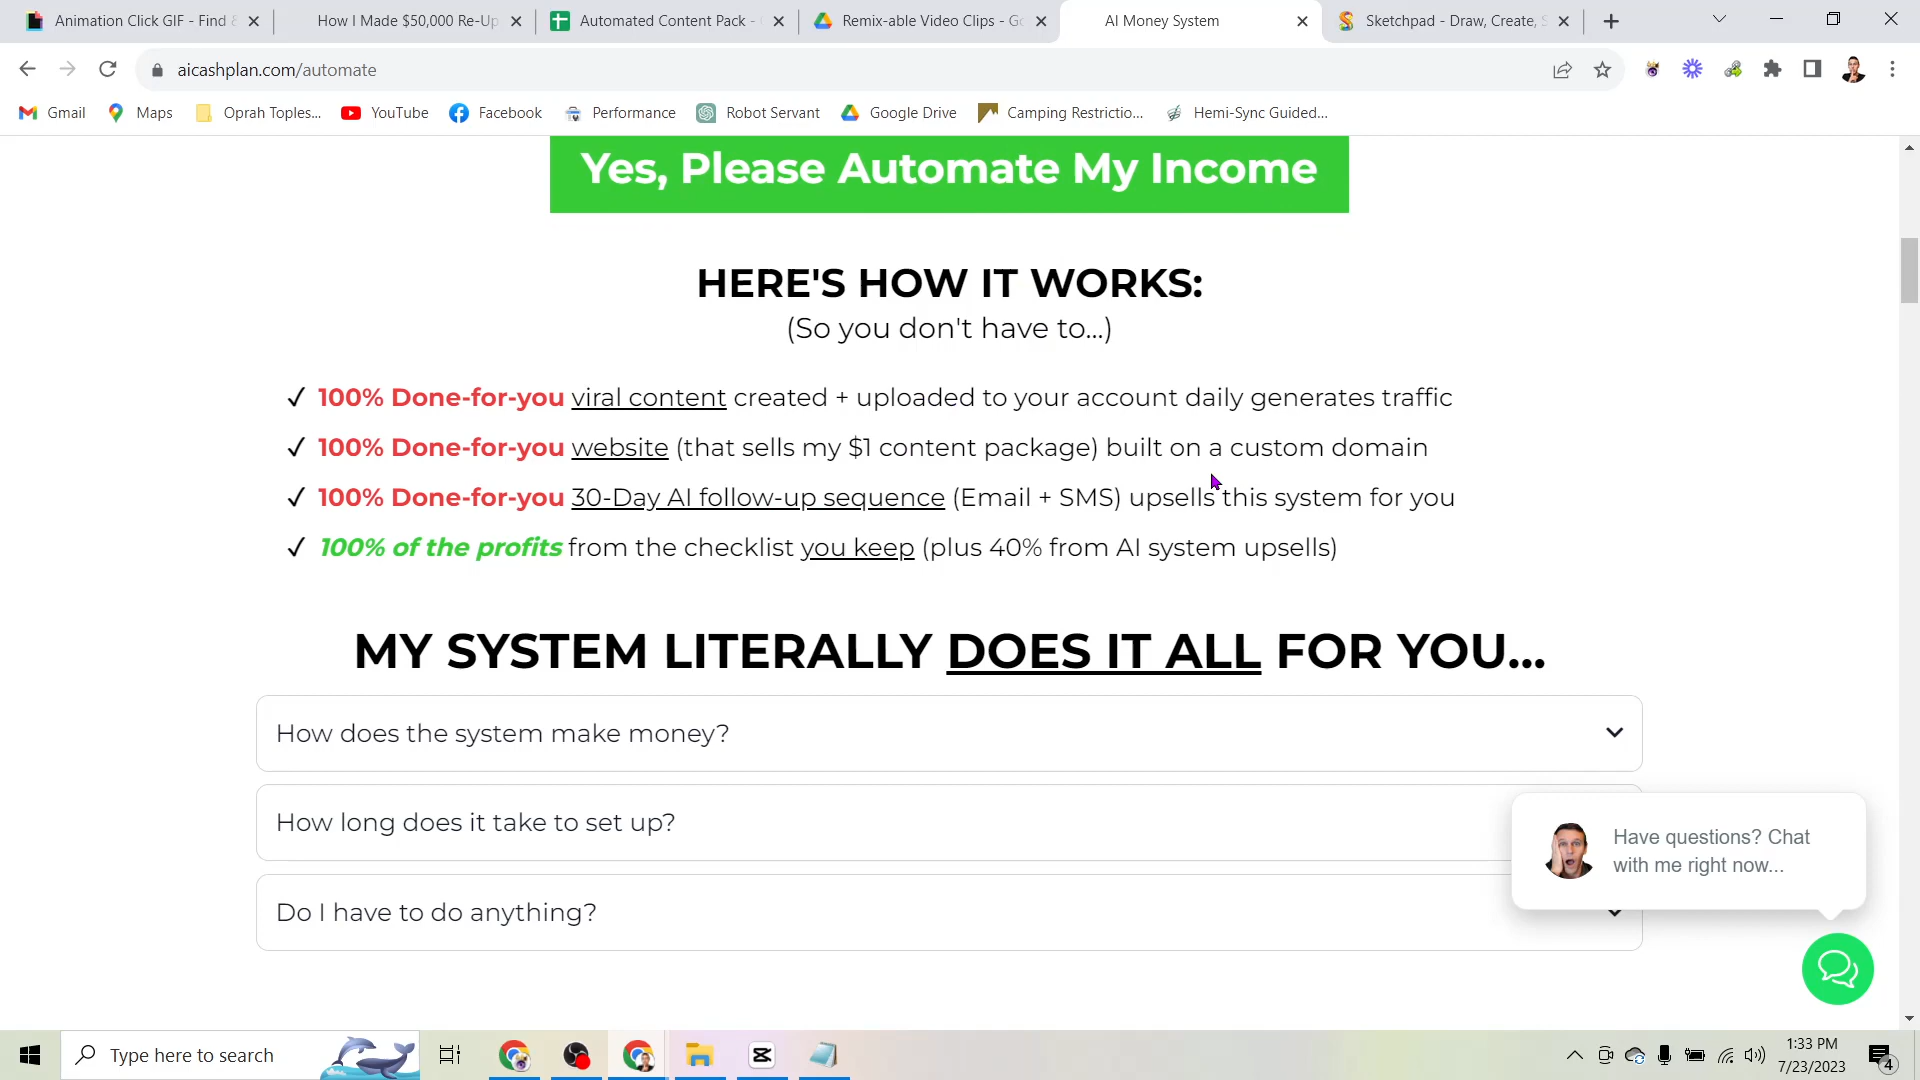 Animation Click GIF - Find &
How I Made $50,000 Re-Up
Automated Content Pack -
Remix-able Video Clips - Go
AI Money System
Sketchpad - Draw, Create, S
aicashplan.com/automate
Gmail
Maps
Oprah Toples...
YouTube
Facebook
Performance
Robot Servant
Google Drive
Camping Restrictio...
Hemi-Sync Guided...
Yes, Please Automate My Income
HERE'S HOW IT WORKS:
(So you don't have to...)
✓ 100% Done-for-you viral content created + uploaded to your account daily generates traffic
✓ 100% Done-for-you website (that sells my $1 content package) built on a custom domain
✓ 100% Done-for-you 30-Day AI follow-up sequence (Email + SMS) upsells this system for you
✓ 100% of the profits from the checklist you keep (plus 40% from AI system upsells)
MY SYSTEM LITERALLY DOES IT ALL FOR YOU...
How does the system make money?
How long does it take to set up?
Do I have to do anything?
Have questions? Chat
with me right now...
Type here to search
1:33 PM
7/23/2023
4